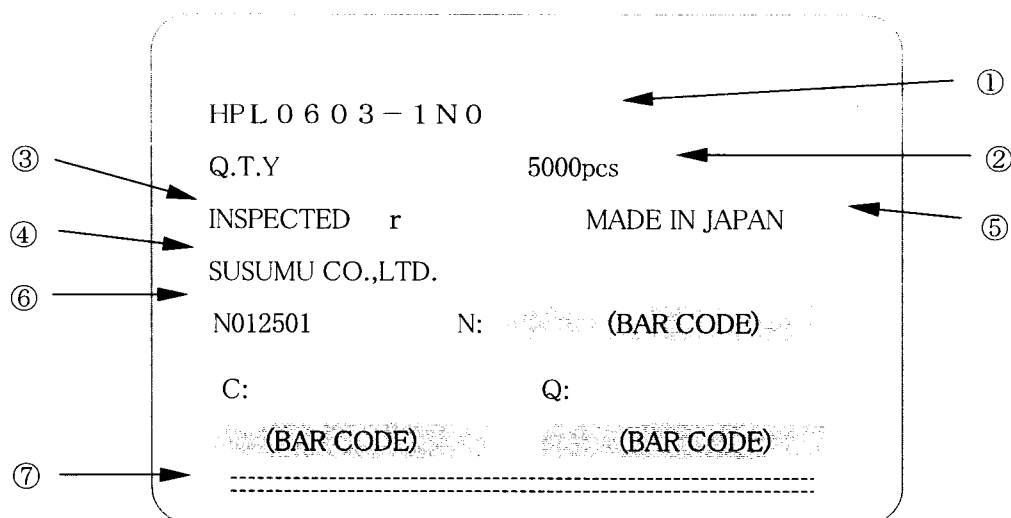 HPL0603-1N0 ①
③ Q.T.Y 5000pcs ②
INSPECTED r MADE IN JAPAN ⑤
④ SUSUMU CO.,LTD.
⑥ N012501 N: (BAR CODE)
C: Q:
(BAR CODE) (BAR CODE)
⑦